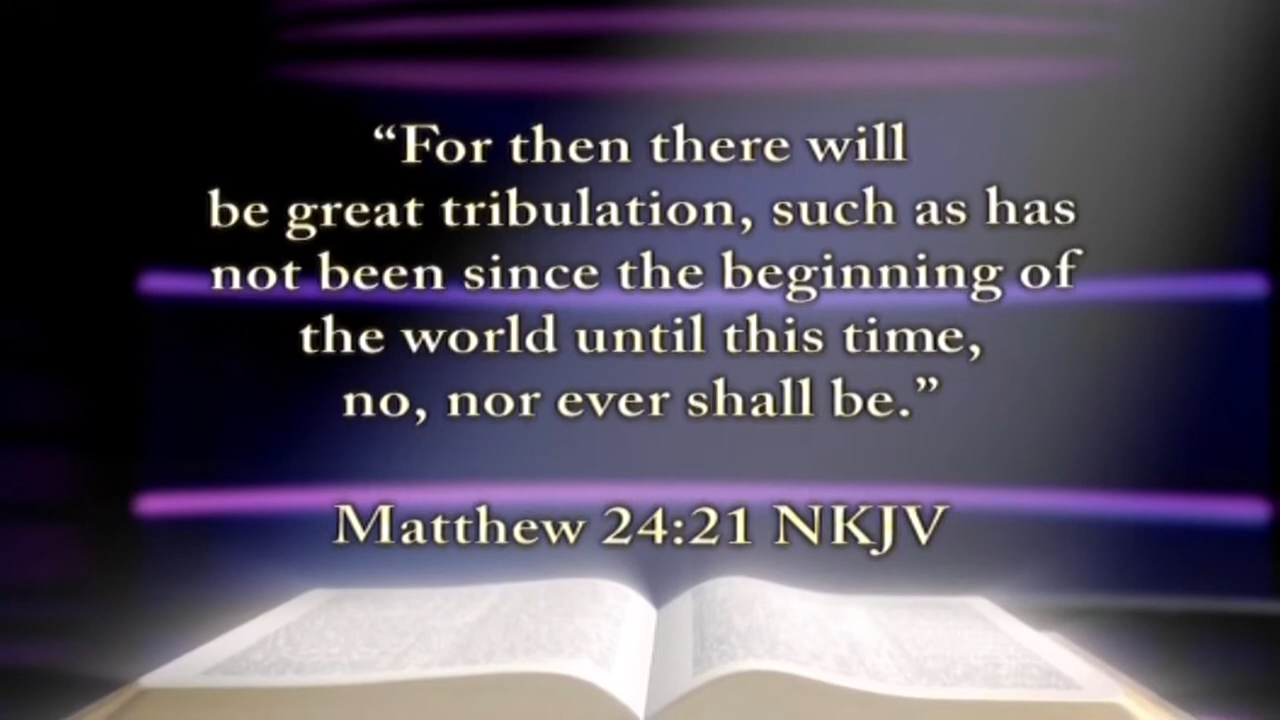 “For then there will
be great tribulation, such as has
not been since the beginning of
the world until this time,
no, nor ever shall be.”
Matthew 24:21 NKJV